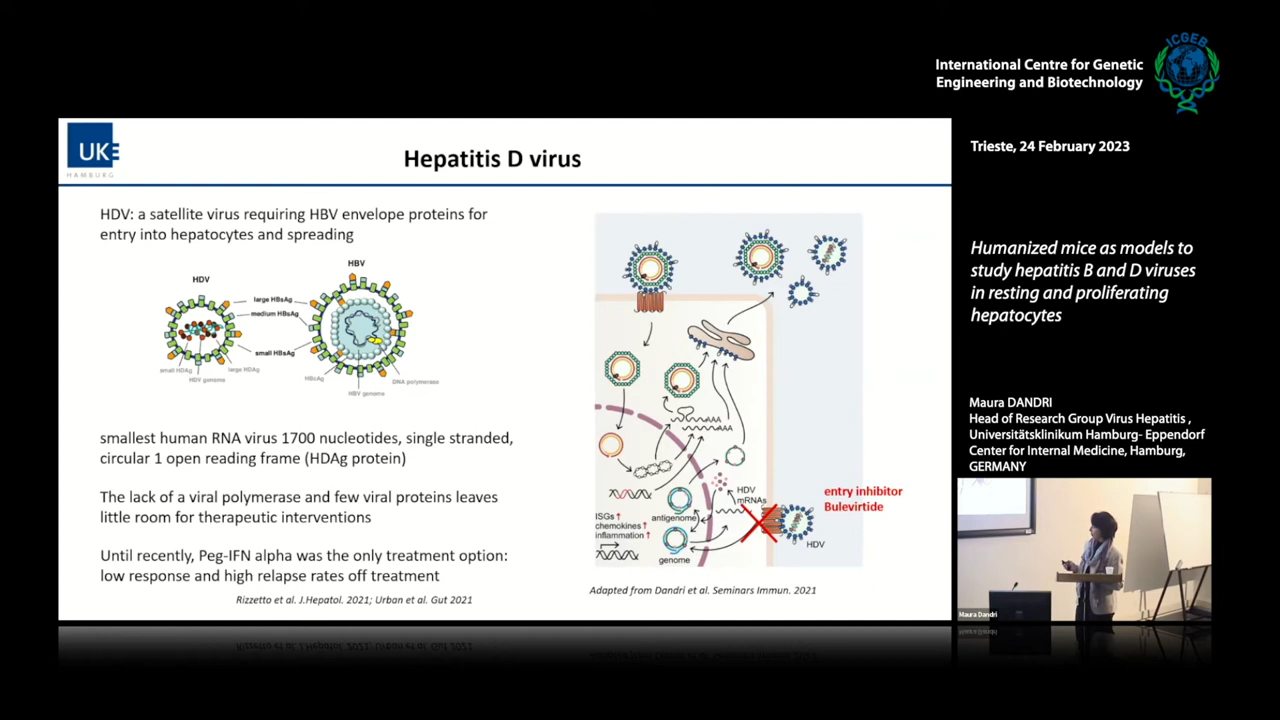 ICGEB
International Centre for Genetic
Engineering and Biotechnology
Trieste, 24 February 2023
Humanized mice as models to
study hepatitis B and D viruses
in resting and proliferating
hepatocytes
Maura DANDRI
Head of Research Group Virus Hepatitis ,
Universitätsklinikum Hamburg- Eppendorf
Center for Internal Medicine, Hamburg,
GERMANY
Maura Dandri
UKE
HAMBURG
Hepatitis D virus
HDV: a satellite virus requiring HBV envelope proteins for
entry into hepatocytes and spreading
HDV
HBV
large HBsAg
medium HBsAg
small HBsAg
small HDAg
large HDAg
HDV genome
HBcAg
DNA polymerase
HBV genome
smallest human RNA virus 1700 nucleotides, single stranded,
circular 1 open reading frame (HDAg protein)
The lack of a viral polymerase and few viral proteins leaves
little room for therapeutic interventions
Until recently, Peg-IFN alpha was the only treatment option:
low response and high relapse rates off treatment
Rizzetto et al. J.Hepatol. 2021; Urban et al. Gut 2021
AAA
AAA
HDV
mRNAs
ISGs ↑
chemokines ↑
inflammation ↑
antigenome
genome
entry inhibitor
Bulevirtide
HDV
Adapted from Dandri et al. Seminars Immun. 2021